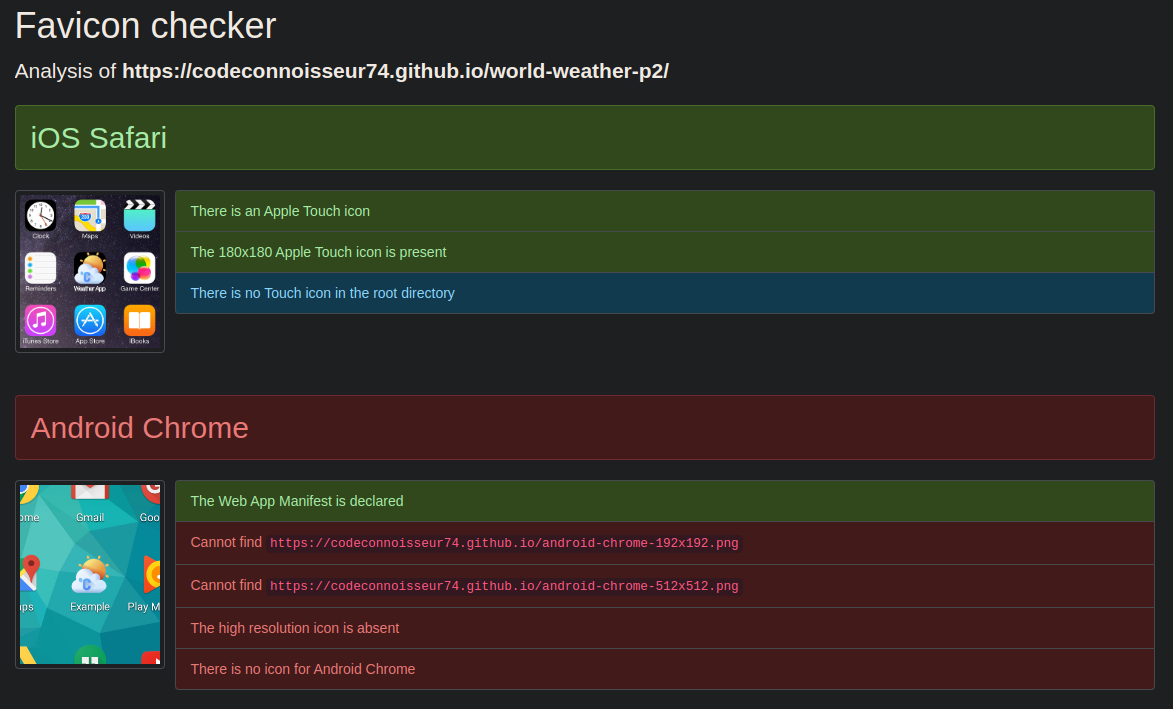 Favicon checker
Analysis of https://codeconnoisseur74.github.io/world-weather-p2/
iOS Safari
Clock Maps Videos
Reminders Weather App Game Center
iTunes Store App Store iBooks
There is an Apple Touch icon
The 180x180 Apple Touch icon is present
There is no Touch icon in the root directory
Android Chrome
ome Gmail Goo
aps Example Play M
The Web App Manifest is declared
Cannot find https://codeconnoisseur74.github.io/android-chrome-192x192.png
Cannot find https://codeconnoisseur74.github.io/android-chrome-512x512.png
The high resolution icon is absent
There is no icon for Android Chrome